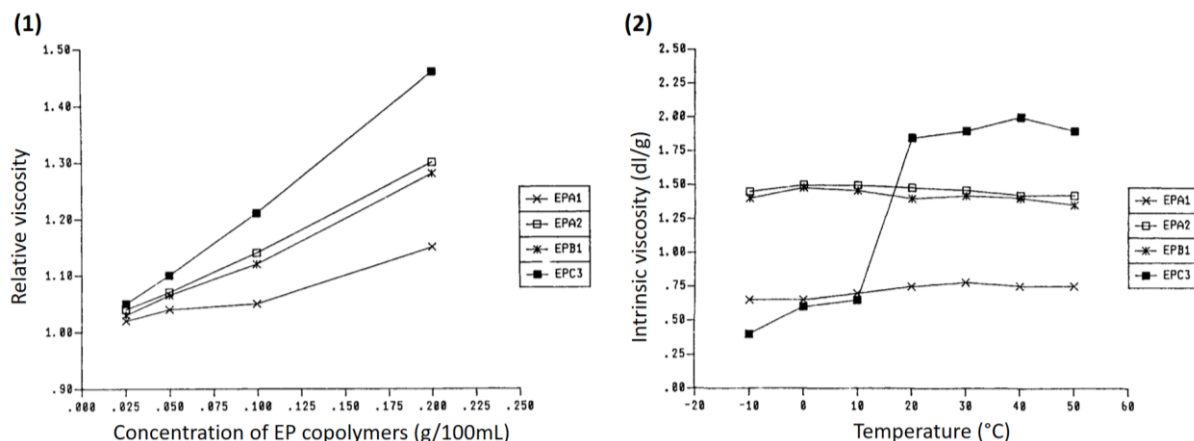 (1)
1.50
1.40
1.30
1.20
1.10
1.00
.90
.000 .025 .050 .075 .100 .125 .150 .175 .200 .225 .250
Relative viscosity
Concentration of EP copolymers (g/100mL)
EPA1
EPA2
EPB1
EPC3
(2)
2.50
2.25
2.00
1.75
1.50
1.25
1.00
.75
.50
.25
.00
-20 -10 0 10 20 30 40 50 60
Intrinsic viscosity (dl/g)
Temperature (°C)
EPA1
EPA2
EPB1
EPC3